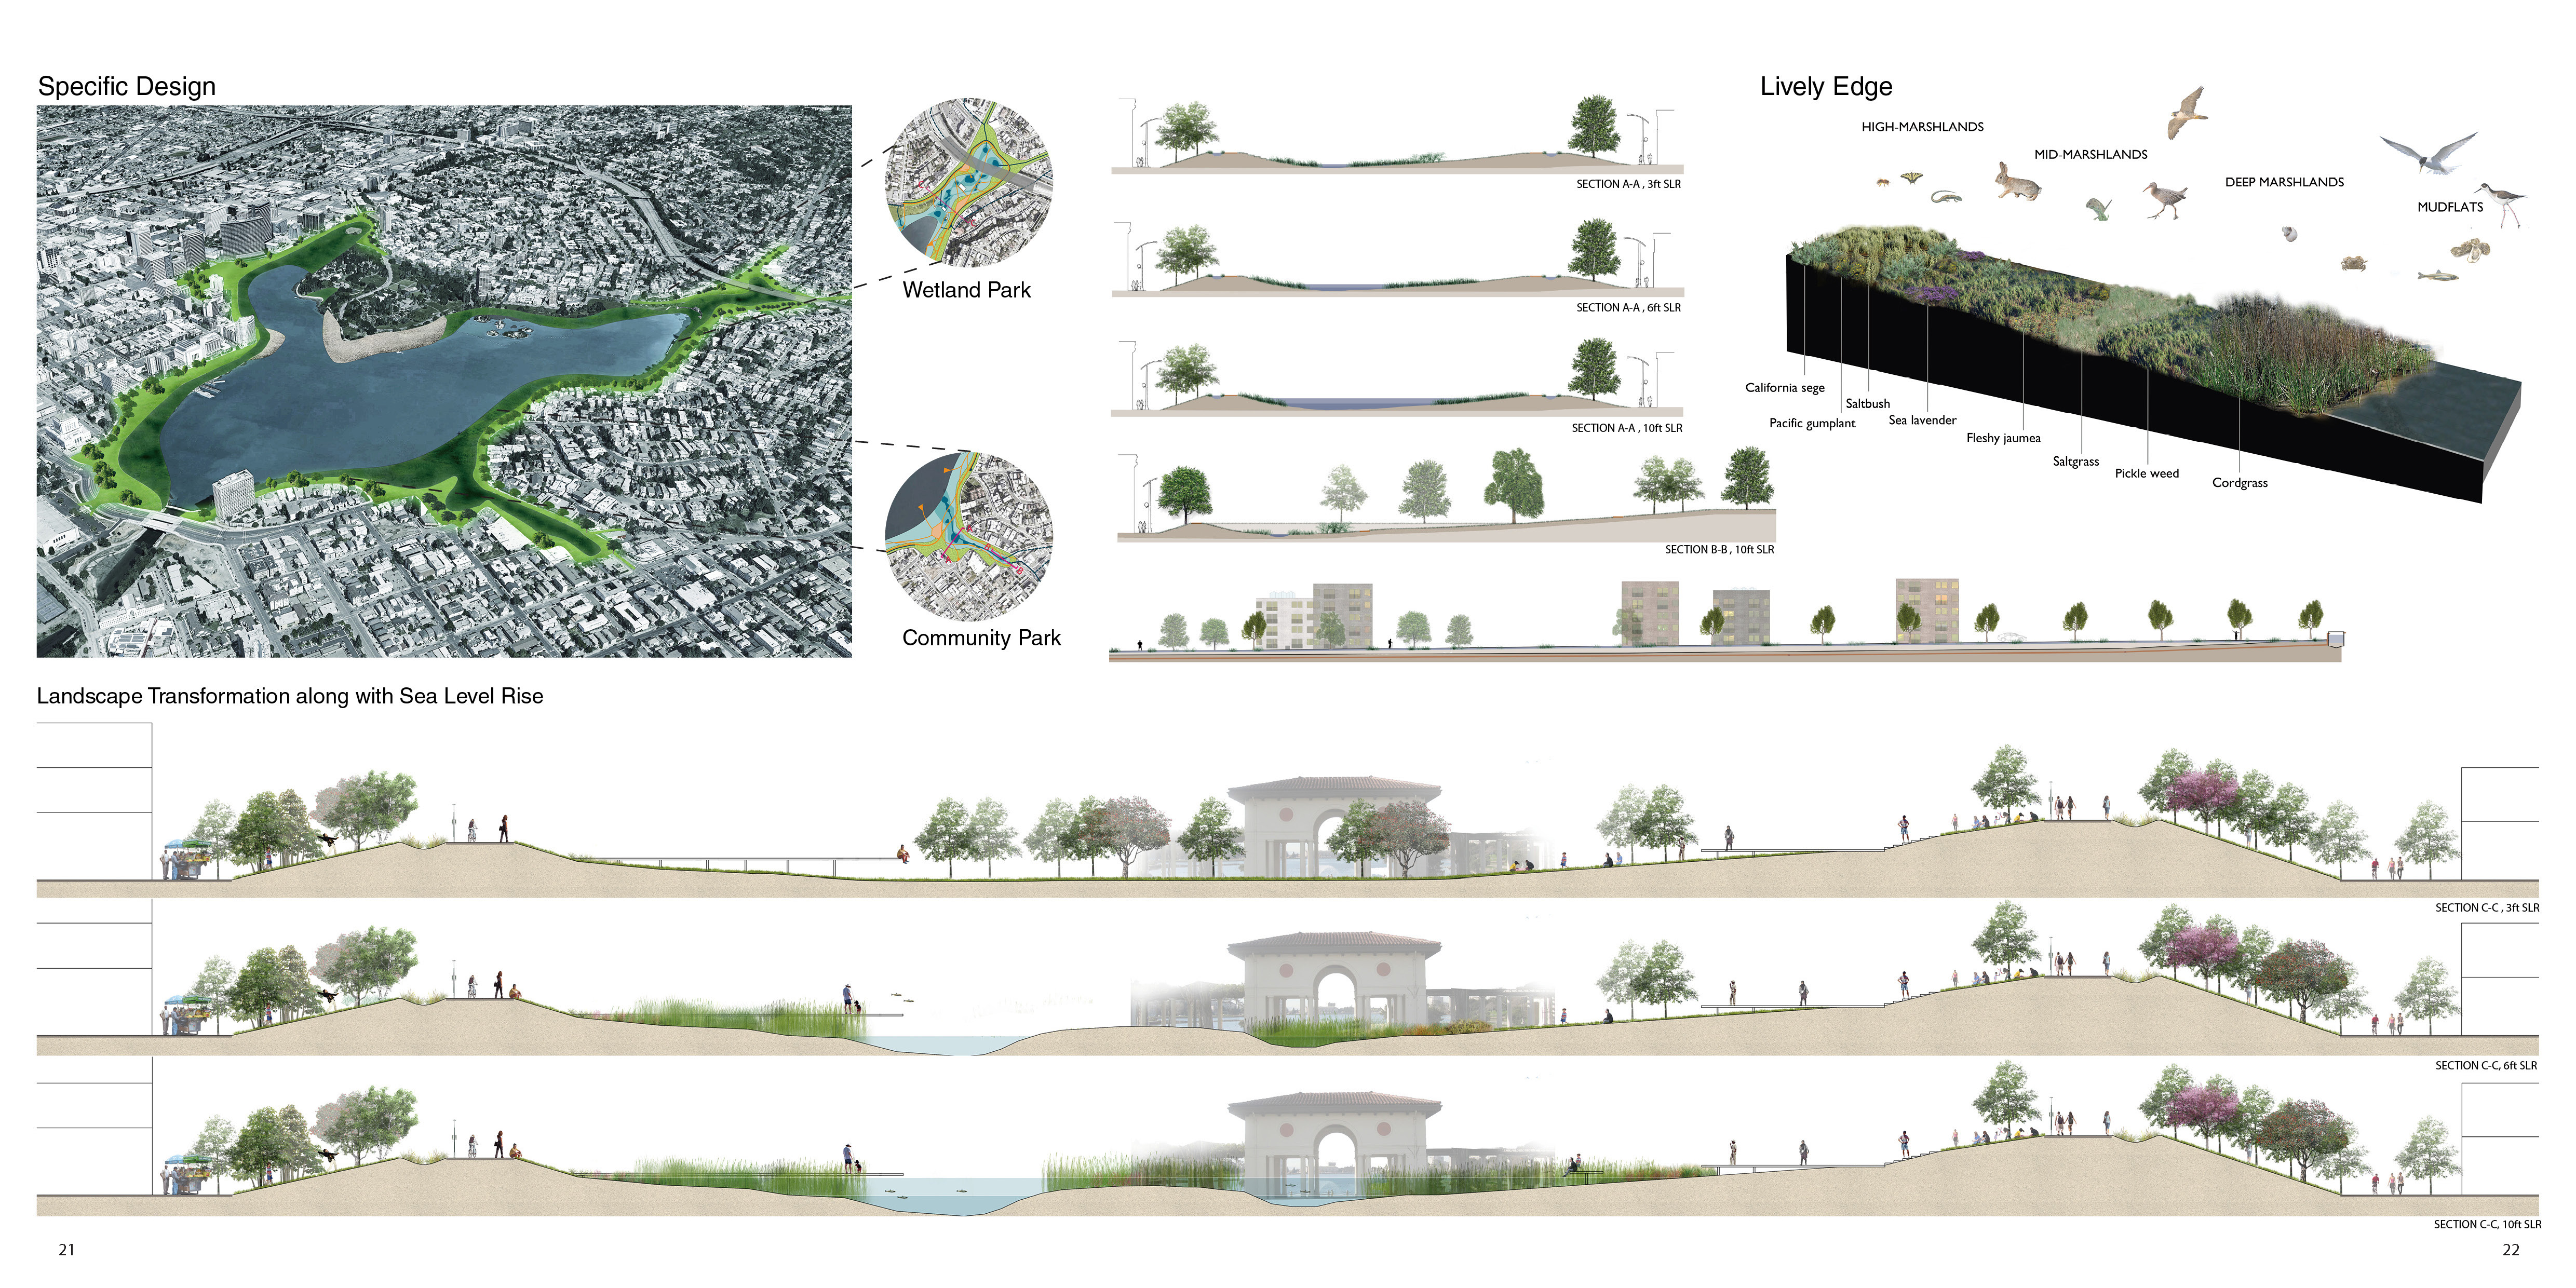 Specific Design
Wetland Park
Community Park
SECTION A-A , 3ft SLR
SECTION A-A , 6ft SLR
SECTION A-A , 10ft SLR
SECTION B-B , 10ft SLR
Lively Edge
HIGH-MARSHLANDS
MID-MARSHLANDS
DEEP MARSHLANDS
MUDFLATS
California sege
Saltbush
Pacific gumplant
Sea lavender
Fleshy jaumea
Saltgrass
Pickle weed
Cordgrass
Landscape Transformation along with Sea Level Rise
SECTION C-C , 3ft SLR
SECTION C-C, 6ft SLR
SECTION C-C, 10ft SLR
21
22